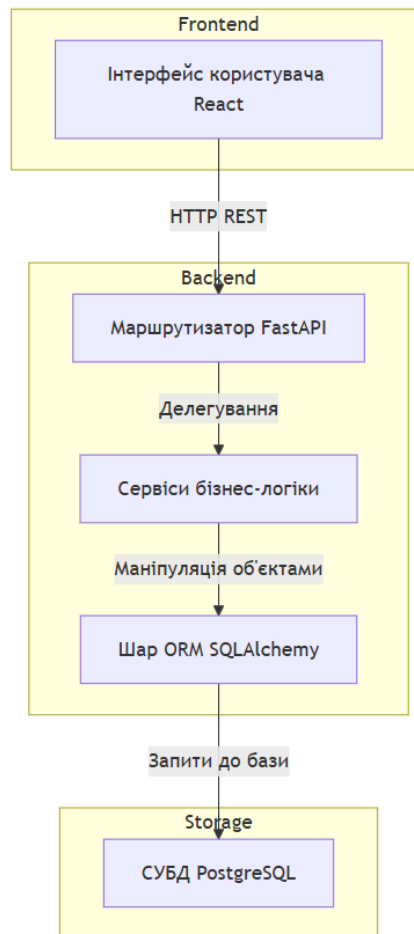 Frontend
Інтерфейс користувача
React
HTTP REST
Backend
Маршрутизатор FastAPI
Делегування
Сервіси бізнес-логіки
Маніпуляція об'єктами
Шар ORM SQLAlchemy
Запити до бази
Storage
СУБД PostgreSQL